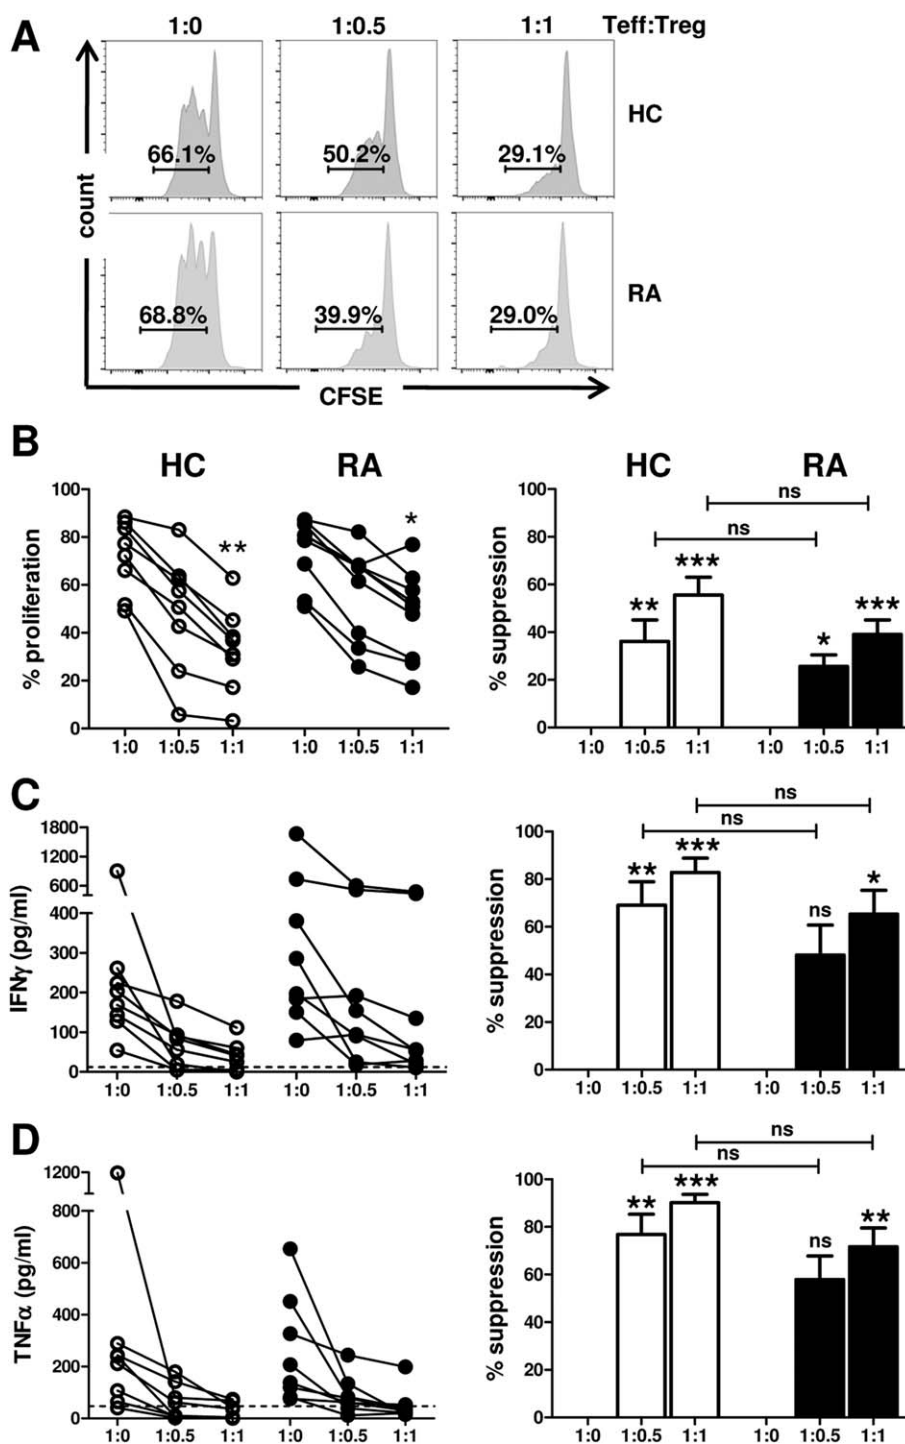 A
1:0 1:0.5 1:1 Teff:Treg
66.1% 50.2% 29.1% HC
count
68.8% 39.9% 29.0% RA
CFSE
B
HC RA
% proliferation
100
80
60
40
20
0
** *
1:0 1:0.5 1:1 1:0 1:0.5 1:1
HC RA
% suppression
100
80
60
40
20
0
ns
ns
** *** * ***
1:0 1:0.5 1:1 1:0 1:0.5 1:1
C
IFNγ (pg/ml)
1800
1200
600
400
300
200
100
0
1:0 1:0.5 1:1 1:0 1:0.5 1:1
% suppression
100
80
60
40
20
0
ns
ns
** *** ns *
1:0 1:0.5 1:1 1:0 1:0.5 1:1
D
TNFα (pg/ml)
1200
800
600
400
200
0
1:0 1:0.5 1:1 1:0 1:0.5 1:1
% suppression
100
80
60
40
20
0
ns
ns
** *** ns **
1:0 1:0.5 1:1 1:0 1:0.5 1:1